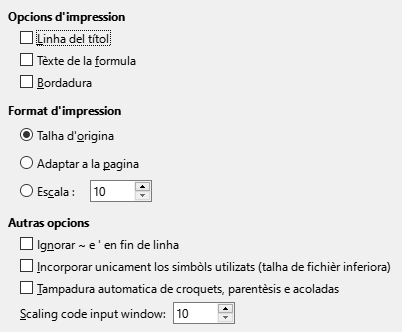 Opcions d'impression
Linha del títol
Tèxte de la formula
Bordadura
Format d'impression
Talha d'origina
Adaptar a la pagina
Escala : 10
Autras opcions
Ignorar ~ e ' en fin de linha
Incorporar unicament los simbòls utilizats (talha de fichièr inferiora)
Tampadura automatica de croquets, parentèsis e acoladas
Scaling code input window: 10